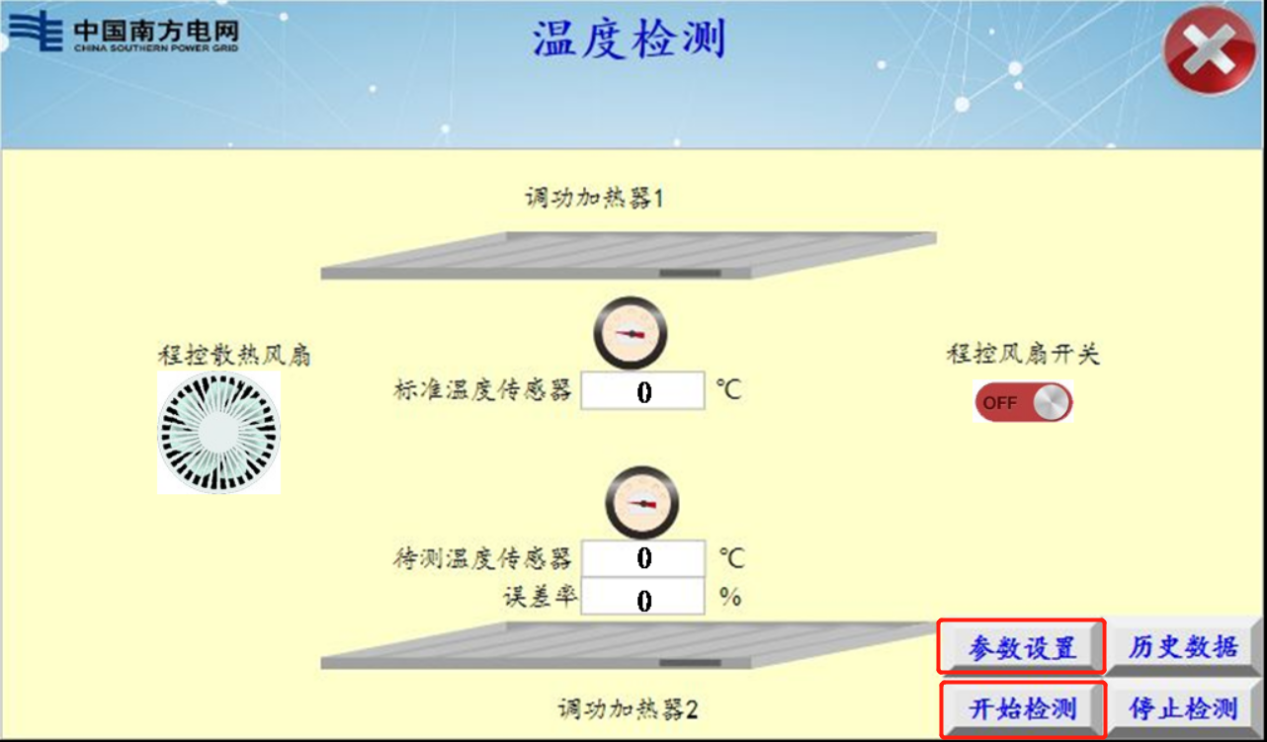 中国南方电网
CHINA SOUTHERN POWER GRID
温度检测
调功加热器1
程控散热风扇
标准温度传感器 0 ℃
程控风扇开关
OFF
待测温度传感器 0 ℃
误差率 0 %
参数设置 历史数据
开始检测 停止检测
调功加热器2